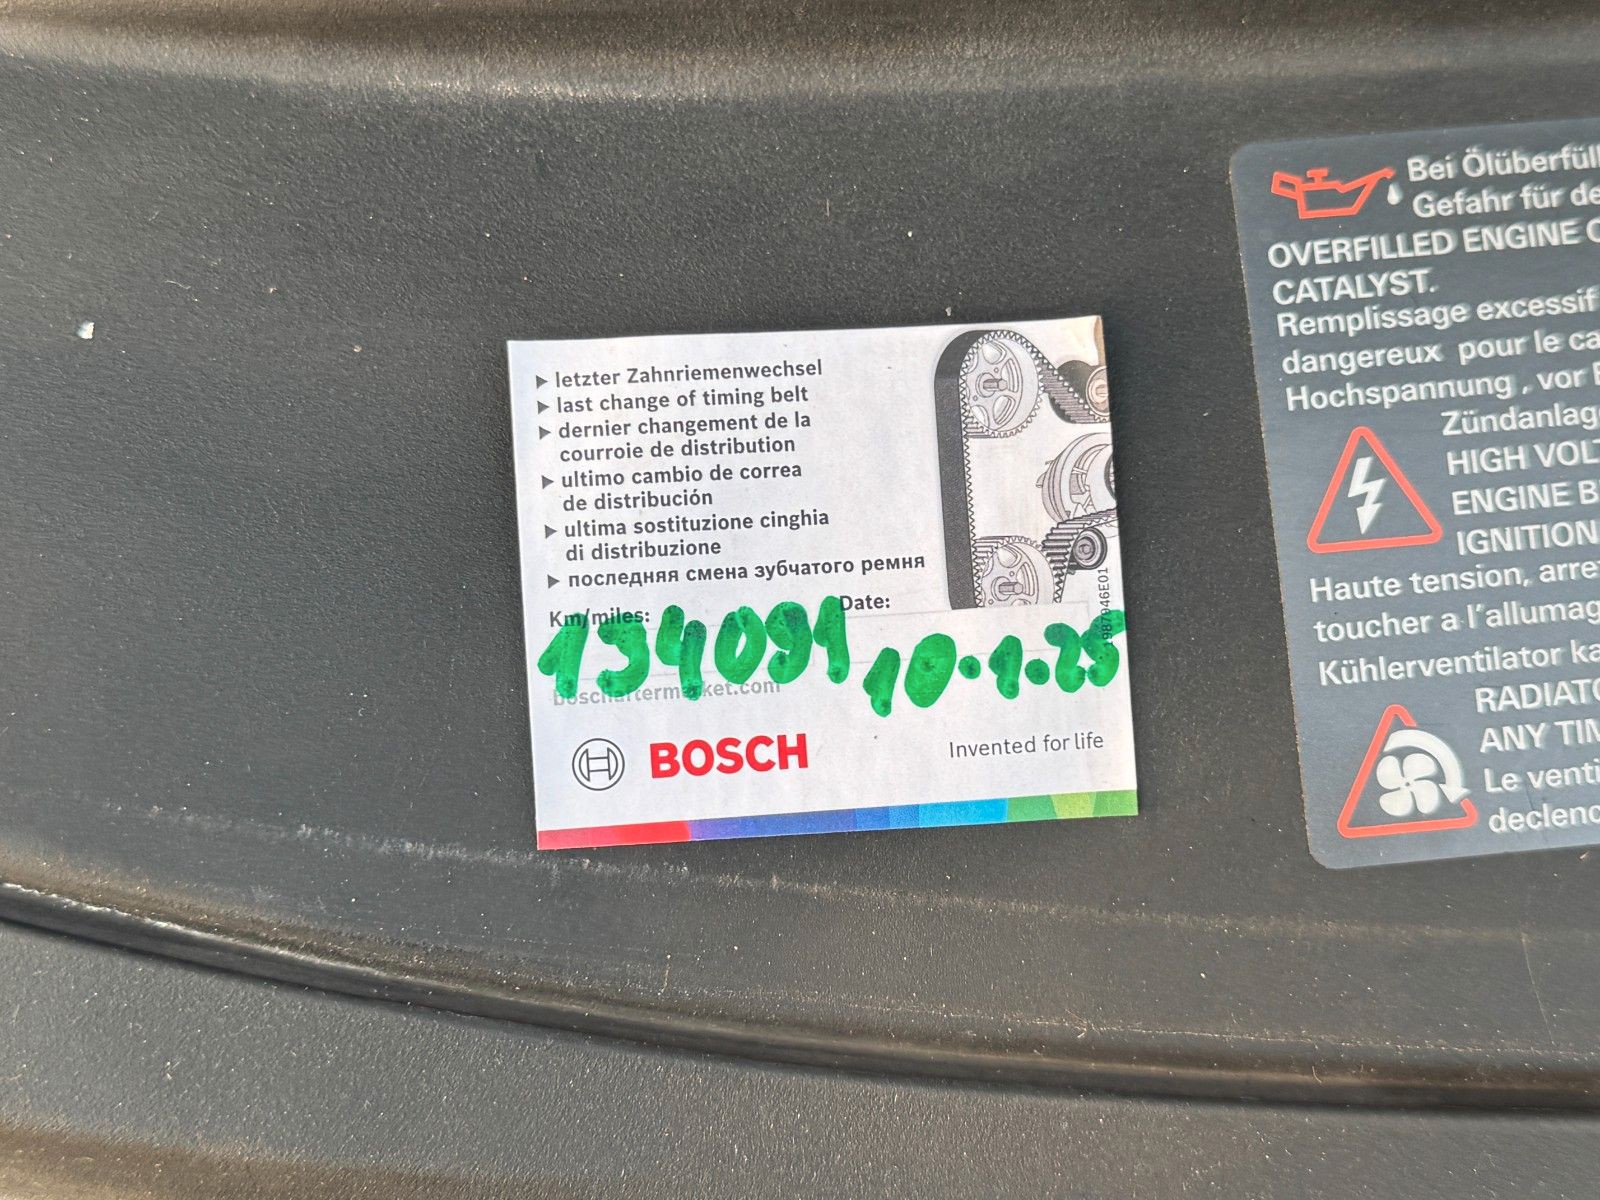 ▶ letzter Zahnriemenwechsel
▶ last change of timing belt
▶ dernier changement de la
courroie de distribution
▶ ultimo cambio de correa
de distribución
▶ ultima sostituzione cinghia
di distribuzione
▶ последняя смена зубчатого ремня
Km/miles: Date:
134091 10.1.25
boschaftermarket.com
BOSCH Invented for life
1987946E01
Bei Ölüberfüll
Gefahr für de
OVERFILLED ENGINE O
CATALYST.
Remplissage excessif
dangereux pour le ca
Hochspannung, vor B
Zündanlage
HIGH VOLT
ENGINE B
IGNITION
Haute tension, arre
toucher a l'allumag
Kühlerventilator ka
RADIATO
ANY TIM
Le venti
declenc